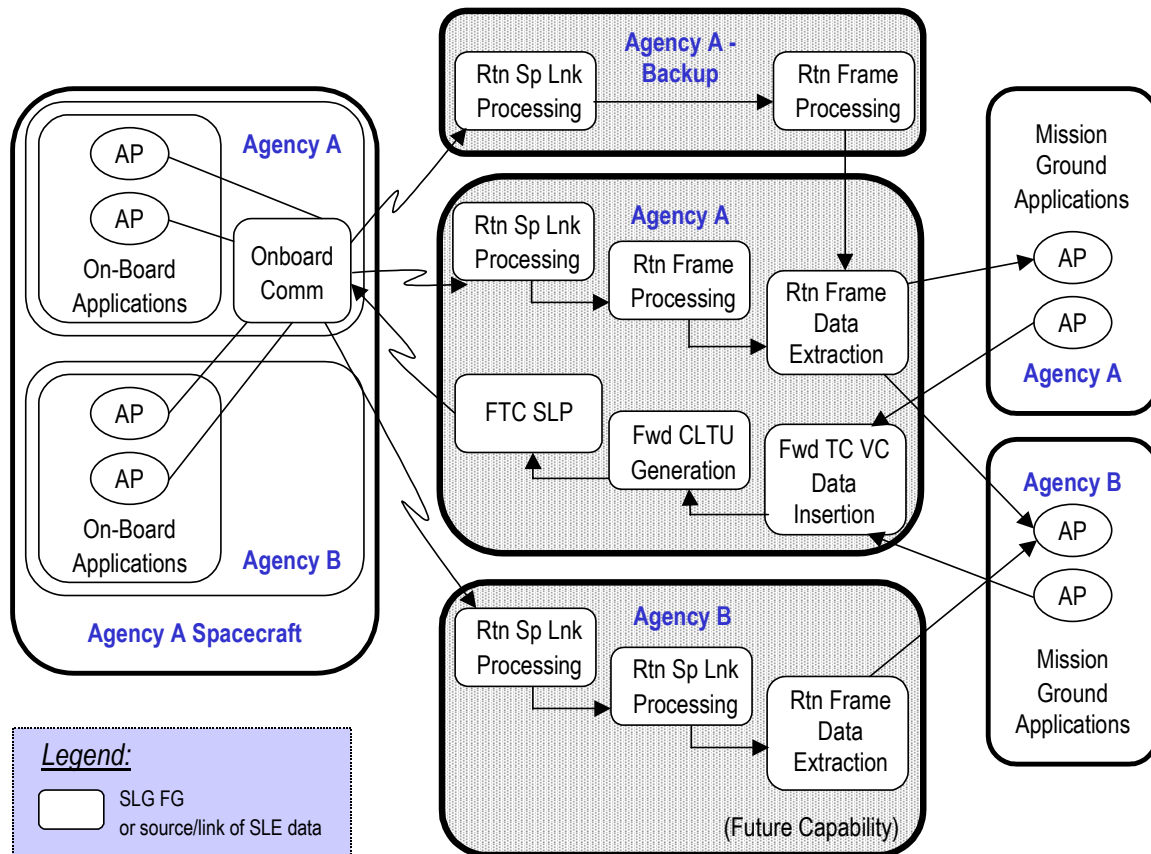 Agency A -
Backup
Rtn Sp Lnk
Processing
Rtn Frame
Processing
Agency A
AP
AP
On-Board
Applications
Onboard
Comm
AP
AP
On-Board
Applications
Agency B
Agency A Spacecraft
Agency A
Rtn Sp Lnk
Processing
Rtn Frame
Processing
Rtn Frame
Data
Extraction
FTC SLP
Fwd CLTU
Generation
Fwd TC VC
Data
Insertion
Agency B
Rtn Sp Lnk
Processing
Rtn Sp Lnk
Processing
Rtn Frame
Data
Extraction
(Future Capability)
Mission
Ground
Applications
AP
AP
Agency A
Agency B
AP
AP
Mission
Ground
Applications
Legend:
SLG FG
or source/link of SLE data